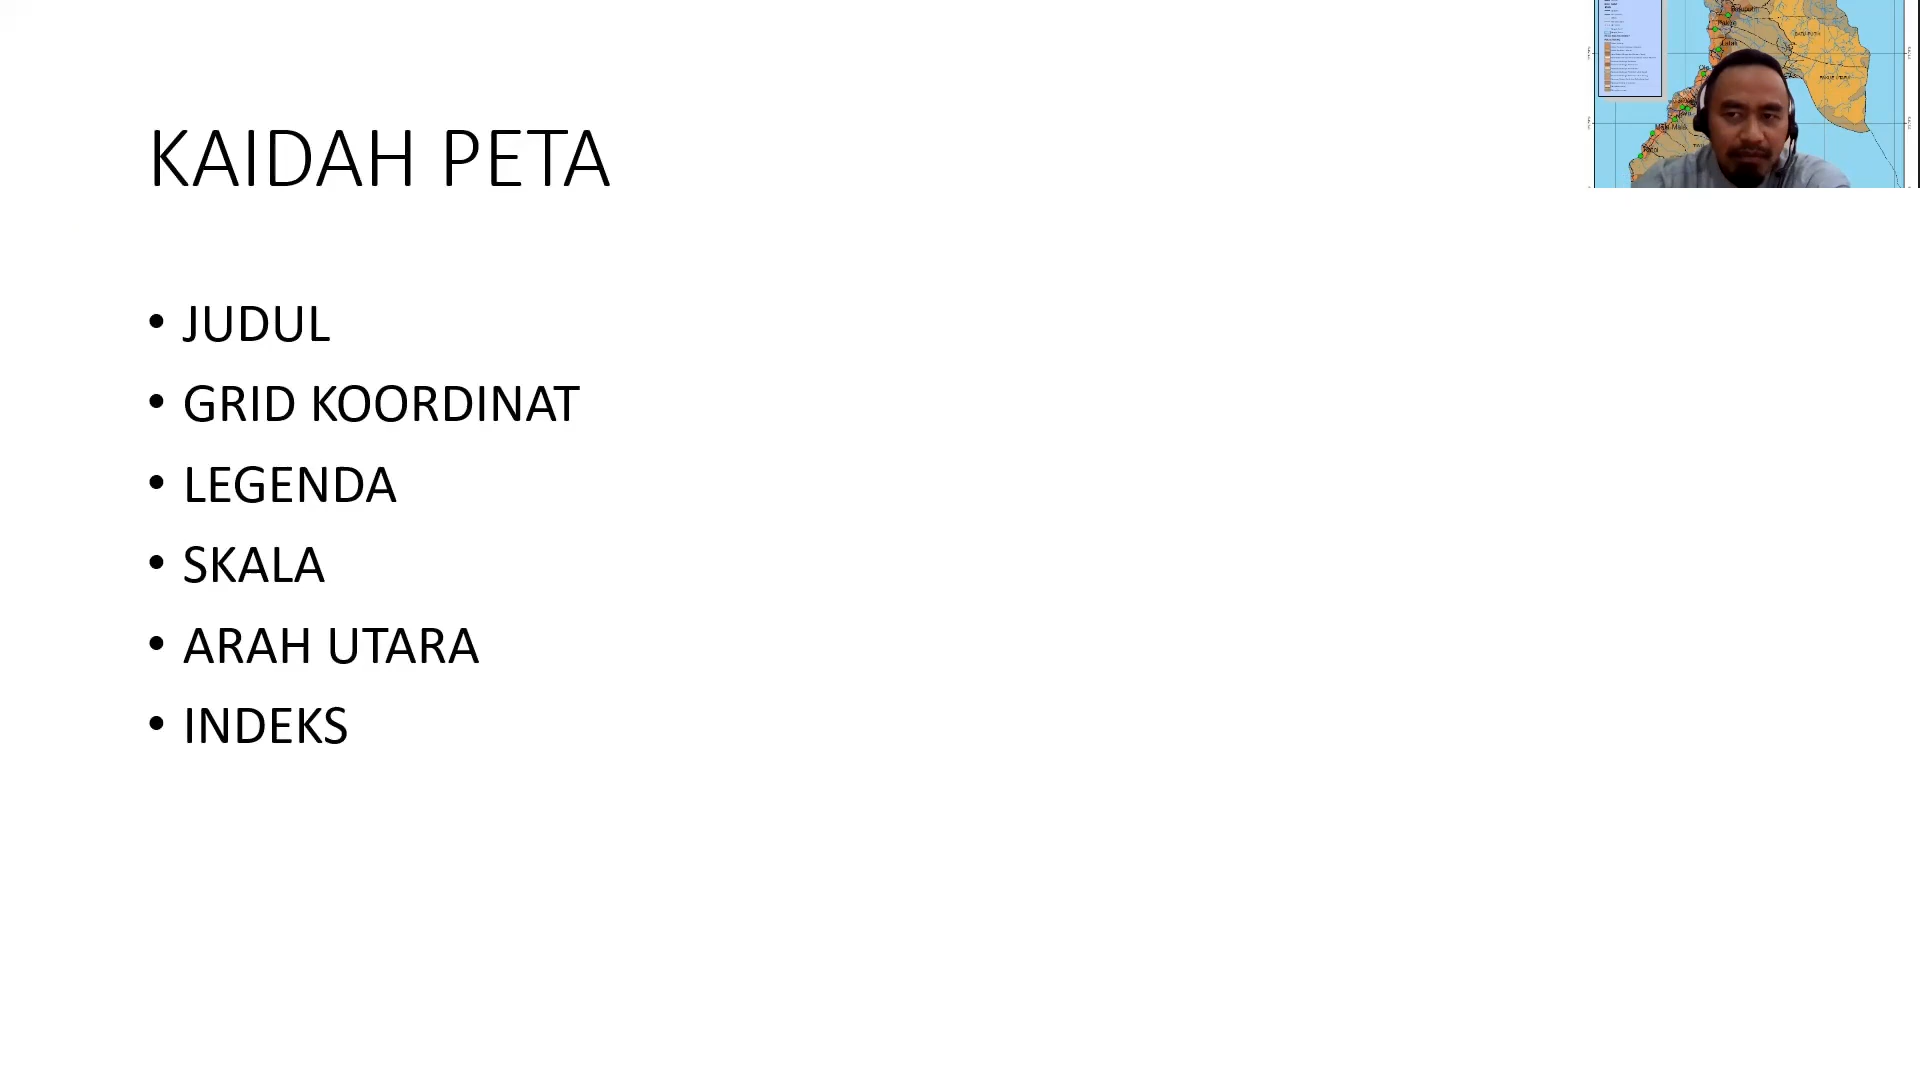 KAIDAH PETA
• JUDUL
• GRID KOORDINAT
• LEGENDA
• SKALA
• ARAH UTARA
• INDEKS